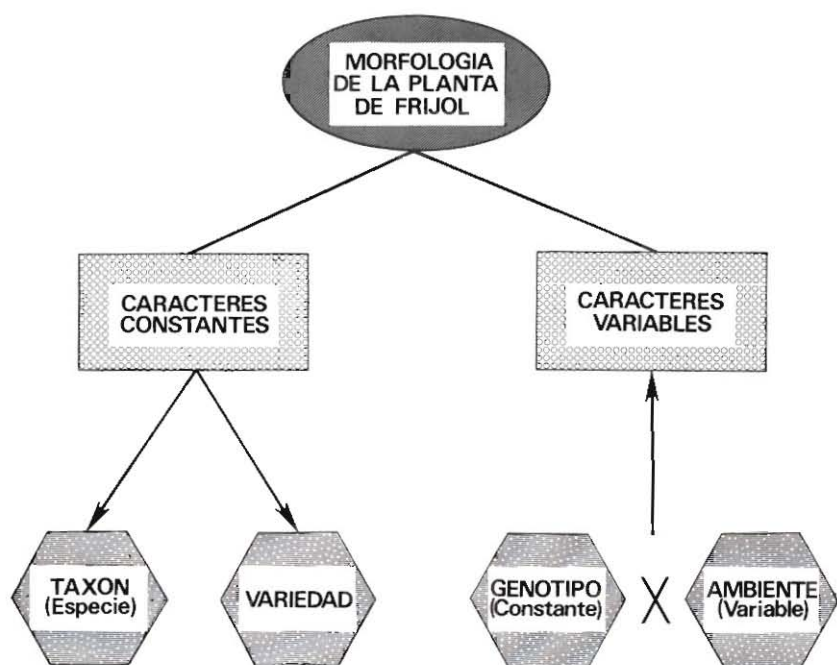 MORFOLOGIA
DE LA PLANTA
DE FRIJOL
CARACTERES
CONSTANTES
CARACTERES
VARIABLES
TAXON
(Especie)
VARIEDAD
GENOTIPO
(Constante)
X
AMBIENTE
(Variable)